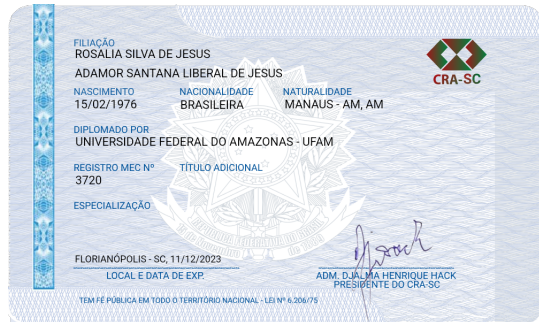 FILIAÇÃO
ROSALIA SILVA DE JESUS
ADAMOR SANTANA LIBERAL DE JESUS
CRA-SC
NASCIMENTO NACIONALIDADE NATURALIDADE
15/02/1976 BRASILEIRA MANAUS - AM, AM
DIPLOMADO POR
UNIVERSIDADE FEDERAL DO AMAZONAS - UFAM
REGISTRO MEC Nº TÍTULO ADICIONAL
3720
ESPECIALIZAÇÃO
FLORIANÓPOLIS - SC, 11/12/2023
LOCAL E DATA DE EXP.
ADM. DJALMA HENRIQUE HACK
PRESIDENTE DO CRA-SC
TEM FÉ PÚBLICA EM TODO O TERRITÓRIO NACIONAL - LEI Nº 6.206/75